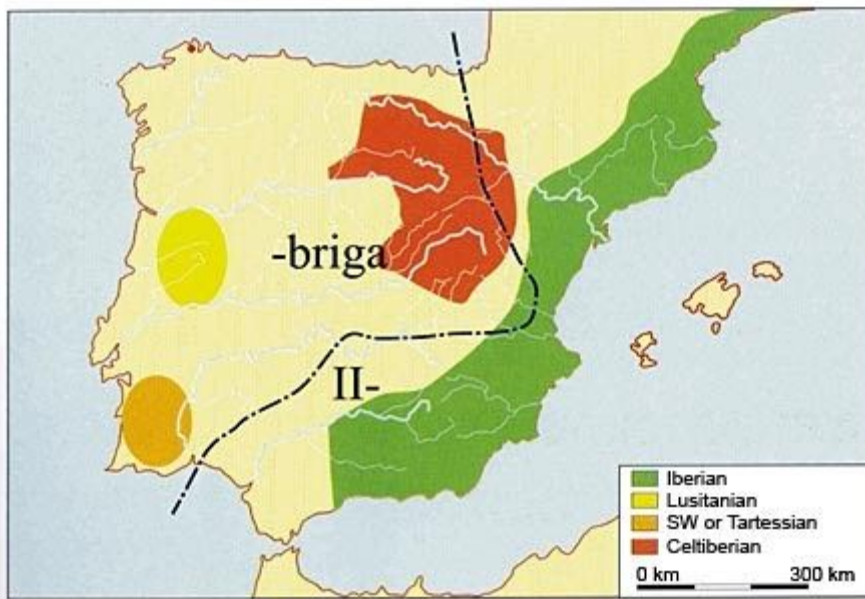 -briga
II-
Iberian
Lusitanian
SW or Tartessian
Celtiberian
0 km 300 km